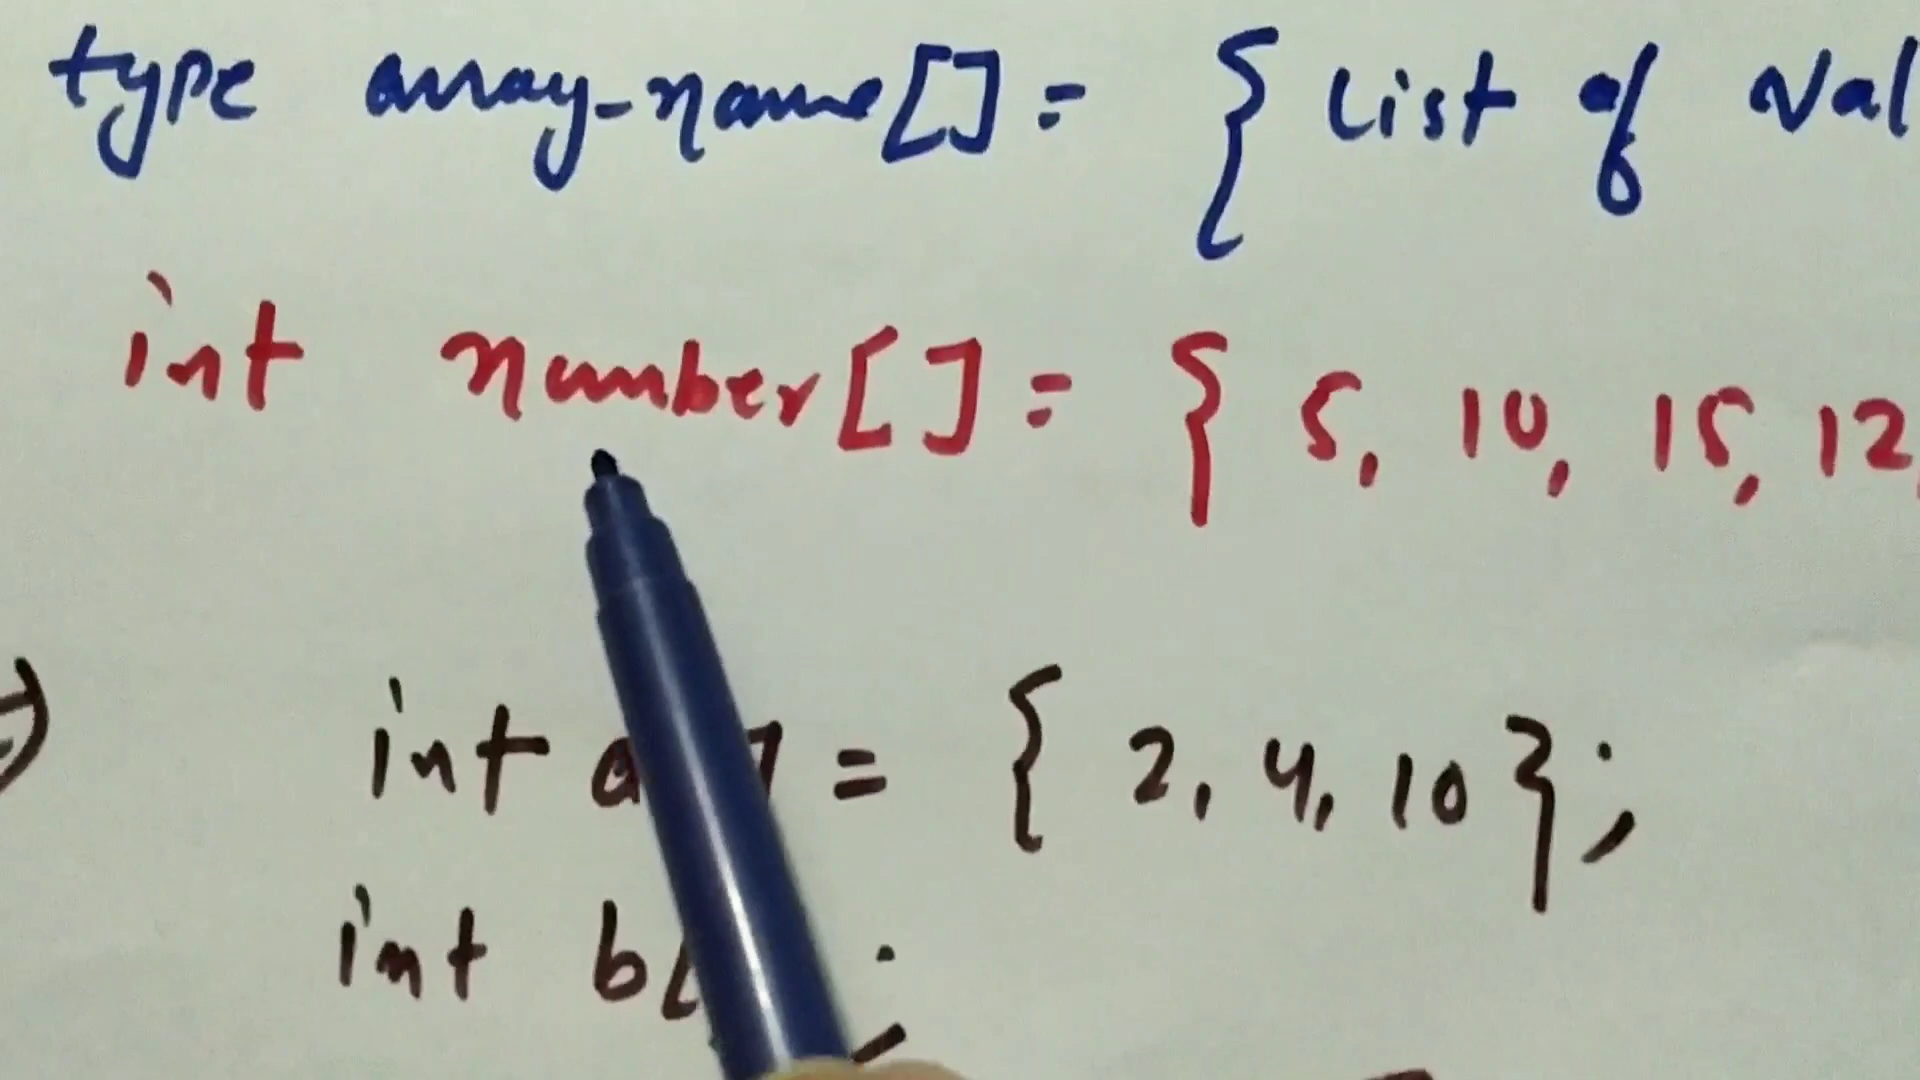 type array-name[] = { List of Val
int number[] = { 5, 10, 15, 12,
int a ] = { 2, 4, 10 };
int b[ ;